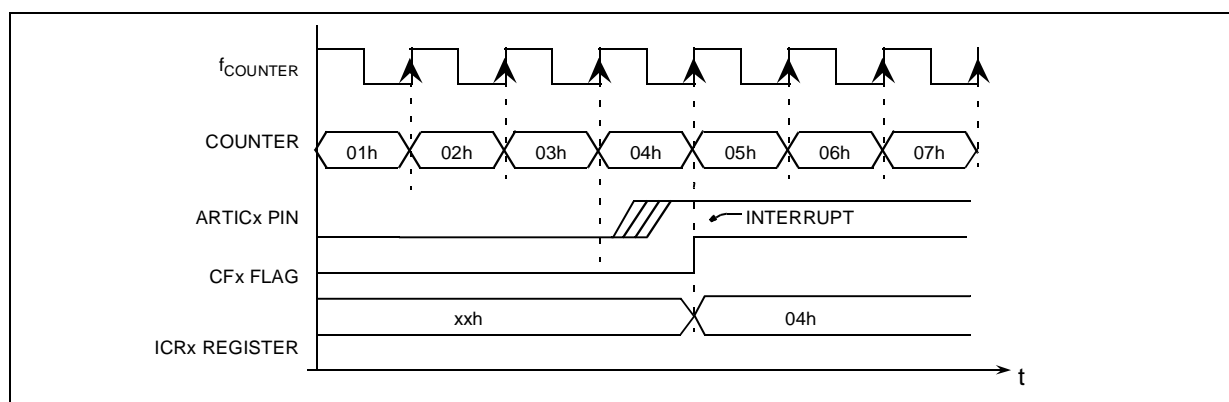 fCOUNTER
COUNTER
01h 02h 03h 04h 05h 06h 07h
ARTICx PIN
INTERRUPT
CFx FLAG
xxh 04h
ICRx REGISTER
t